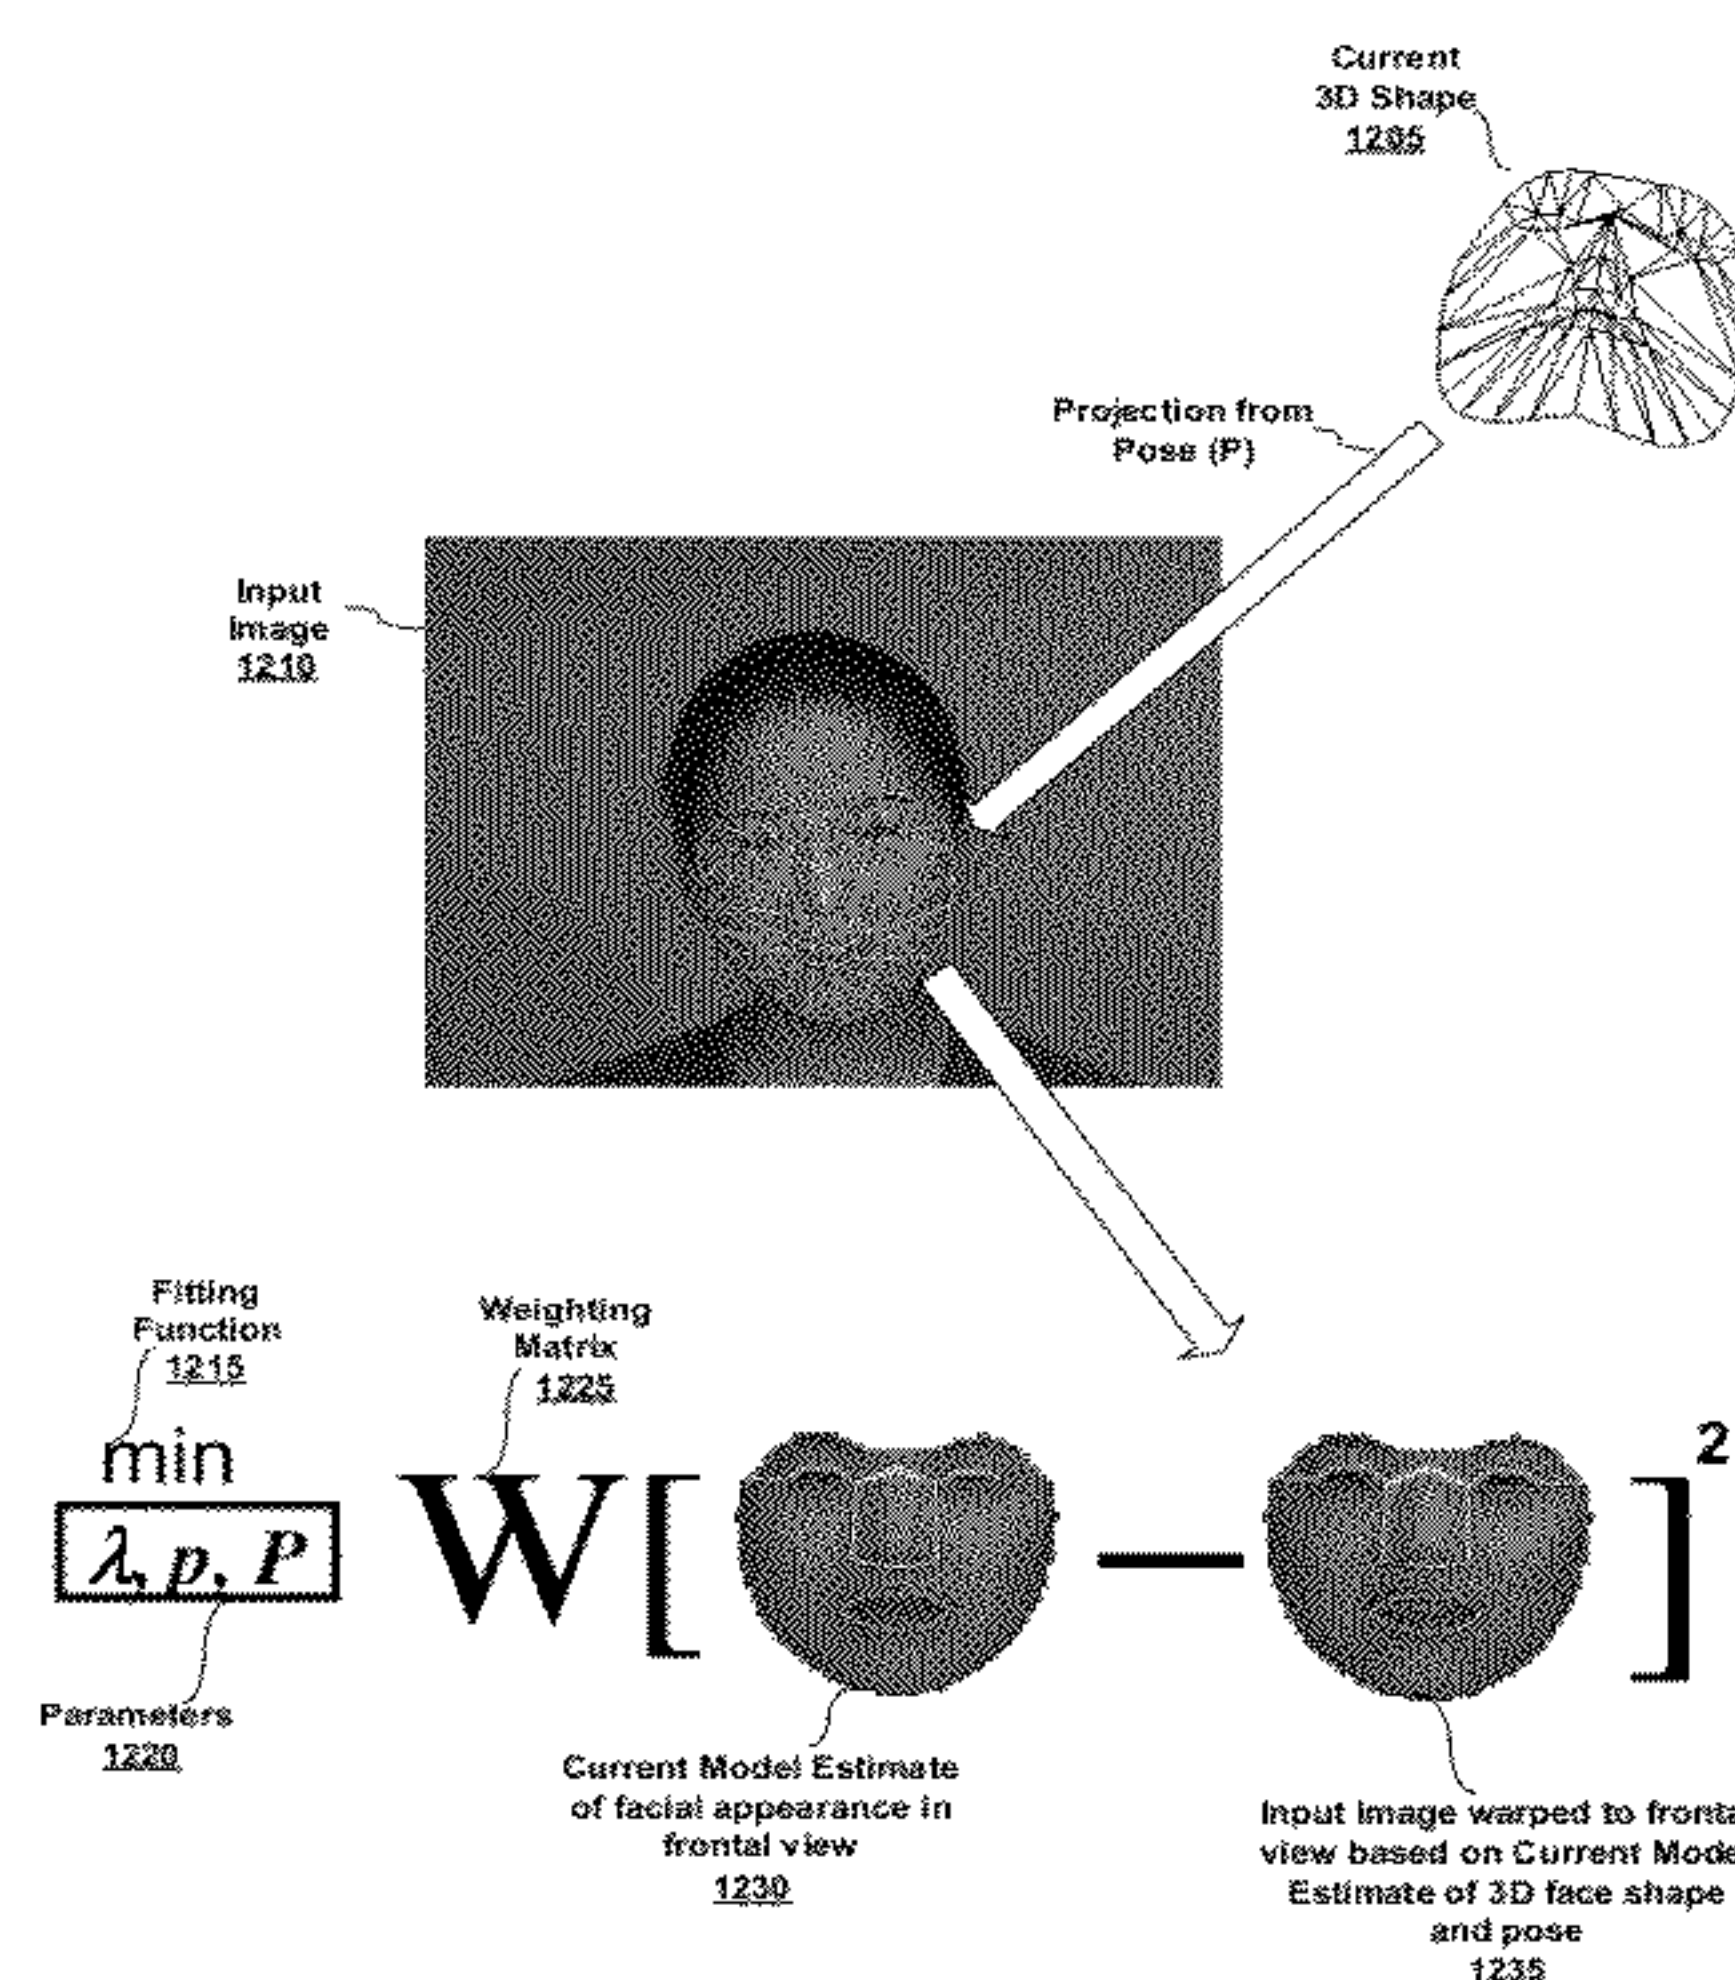 Current
3D Shape
1205
Projection from
Pose (P)
Input
Image
1210
Fitting
Function
1215
min
λ, p, P
Parameters
1220
Weighting
Matrix
1225
W [ — ] 2
Current Model Estimate
of facial appearance in
frontal view
1230
Input image warped to fronta
view based on Current Mode
Estimate of 3D face shape
and pose
1235